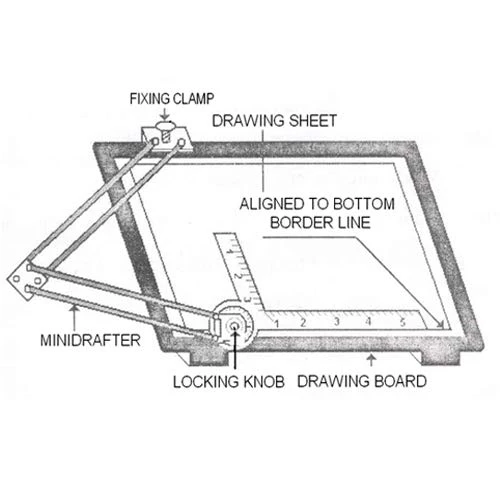 FIXING CLAMP
DRAWING SHEET
ALIGNED TO BOTTOM
BORDER LINE
1
2
3
1 2 3 4 5
MINIDRAFTER
LOCKING KNOB
DRAWING BOARD